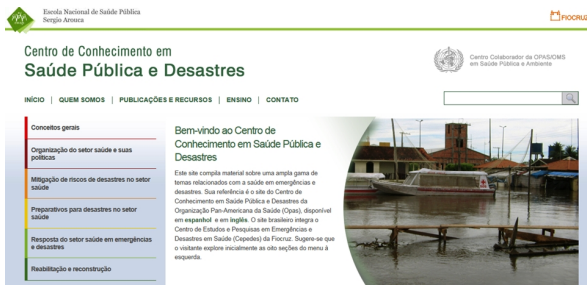 Escola Nacional de Saúde Pública
Sergio Arouca
FIOCRUZ
Centro de Conhecimento em
Saúde Pública e Desastres
Centro Colaborador da OPAS/OMS
em Saúde Pública e Ambiente
INÍCIO | QUEM SOMOS | PUBLICAÇÕES E RECURSOS | ENSINO | CONTATO
Conceitos gerais
Organização do setor saúde e suas
políticas
Mitigação de riscos de desastres no setor
saúde
Preparativos para desastres no setor
saúde
Resposta do setor saúde em emergências
e desastres
Reabilitação e reconstrução
Bem-vindo ao Centro de
Conhecimento em Saúde Pública e
Desastres
Este site compila material sobre uma ampla gama de
temas relacionados com a saúde em emergências e
desastres. Sua referência é o site do Centro de
Conhecimento em Saúde Pública e Desastres da
Organização Pan-Americana da Saúde (Opas), disponível
em espanhol e em inglês. O site brasileiro integra o
Centro de Estudos e Pesquisas em Emergências e
Desastres em Saúde (Cepedes) da Fiocruz. Sugere-se que
o visitante explore inicialmente as oito seções do menu à
esquerda.